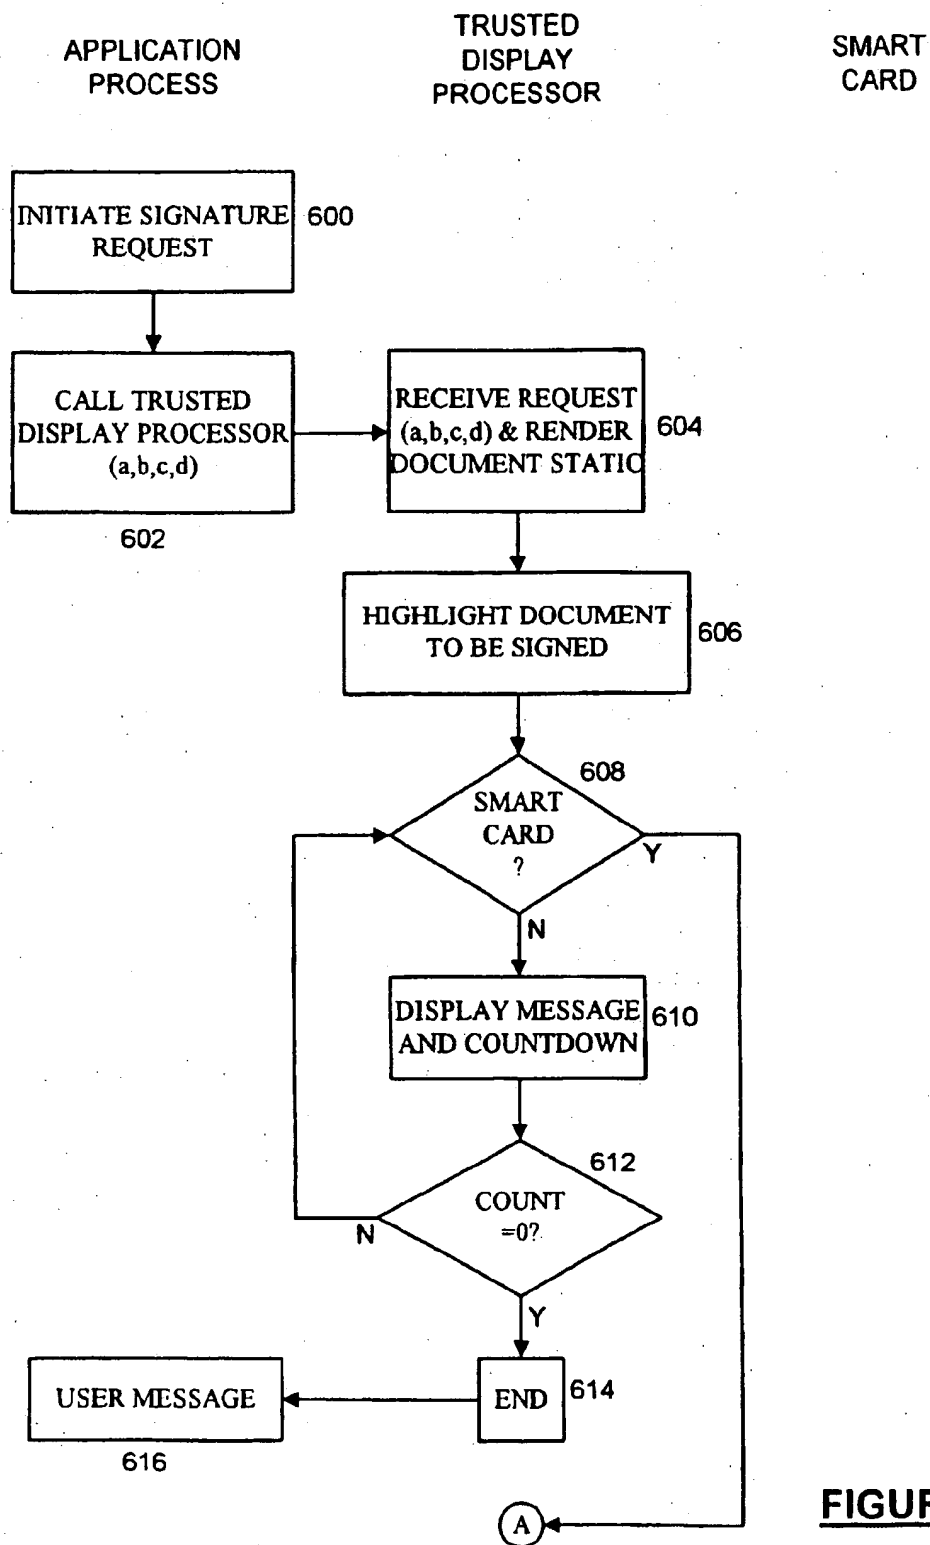 APPLICATION
PROCESS
TRUSTED
DISPLAY
PROCESSOR
SMART
CARD
INITIATE SIGNATURE
REQUEST
600
CALL TRUSTED
DISPLAY PROCESSOR
(a,b,c,d)
602
RECEIVE REQUEST
(a,b,c,d) & RENDER
DOCUMENT STATIC
604
HIGHLIGHT DOCUMENT
TO BE SIGNED
606
608
SMART
CARD
?
Y
N
DISPLAY MESSAGE
AND COUNTDOWN
610
612
COUNT
=0?
N
Y
USER MESSAGE
616
END
614
A